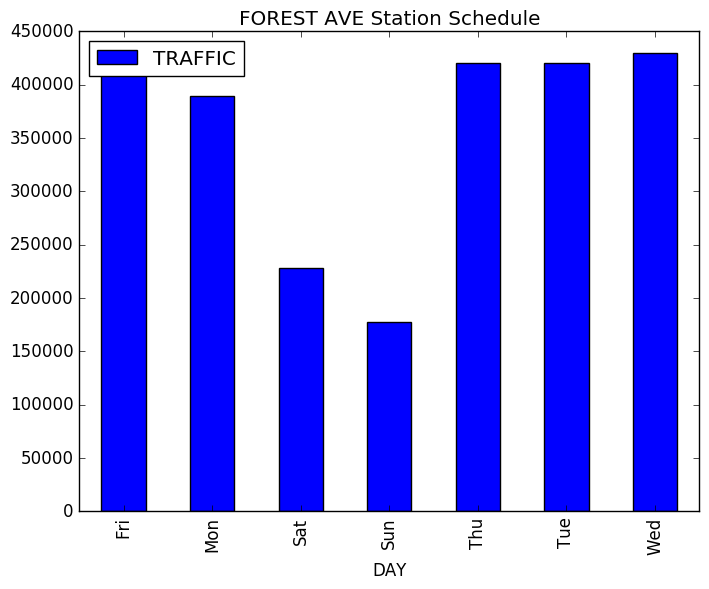 FOREST AVE Station Schedule
TRAFFIC
450000
400000
350000
300000
250000
200000
150000
100000
50000
0
Fri Mon Sat Sun Thu Tue Wed
DAY